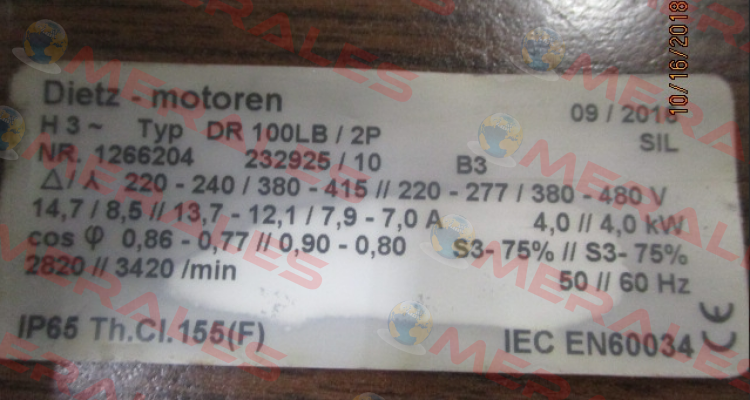 Dietz - motoren
09 / 2018
H 3 ~ Typ DR 100LB / 2P
SIL
NR. 1266204 232925 / 10 B3
△ / ⅄ 220 - 240 / 380 - 415 // 220 - 277 / 380 - 480 V
14,7 / 8,5 // 13,7 - 12,1 / 7,9 - 7,0 A 4,0 // 4,0 kW
cos φ 0,86 - 0,77 // 0,90 - 0,80 S3- 75% // S3- 75%
2820 // 3420 /min 50 // 60 Hz
IP65 Th.Cl.155(F) IEC EN60034 CE
10/16/2018
MERALES